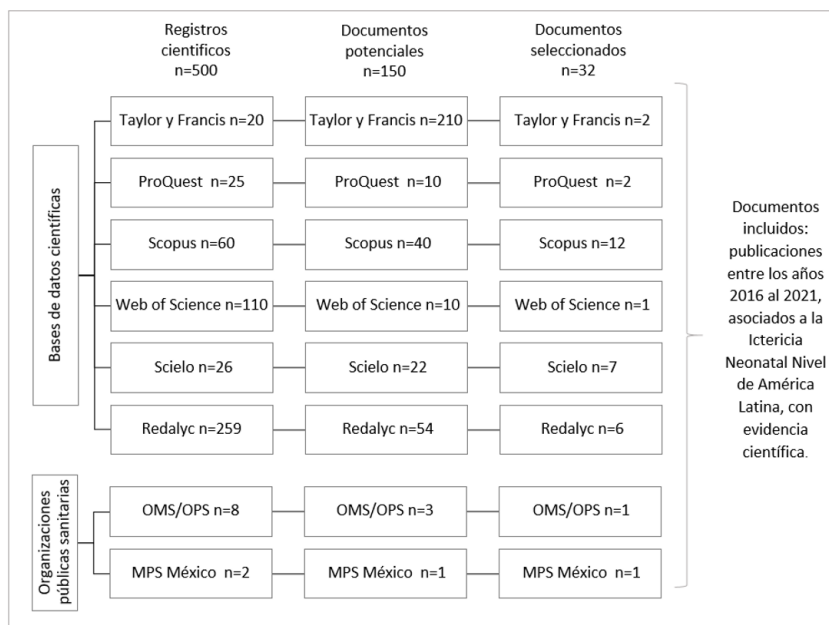 Registros
cientificos
n=500
Documentos
potenciales
n=150
Documentos
seleccionados
n=32
Bases de datos científicas
Taylor y Francis n=20
Taylor y Francis n=210
Taylor y Francis n=2
ProQuest n=25
ProQuest n=10
ProQuest n=2
Scopus n=60
Scopus n=40
Scopus n=12
Web of Science n=110
Web of Science n=10
Web of Science n=1
Scielo n=26
Scielo n=22
Scielo n=7
Redalyc n=259
Redalyc n=54
Redalyc n=6
Organizaciones
públicas sanitarias
OMS/OPS n=8
OMS/OPS n=3
OMS/OPS n=1
MPS México n=2
MPS México n=1
MPS México n=1
Documentos
incluidos:
publicaciones
entre los años
2016 al 2021,
asociados a la
Ictericia
Neonatal Nivel
de América
Latina, con
evidencia
científica.